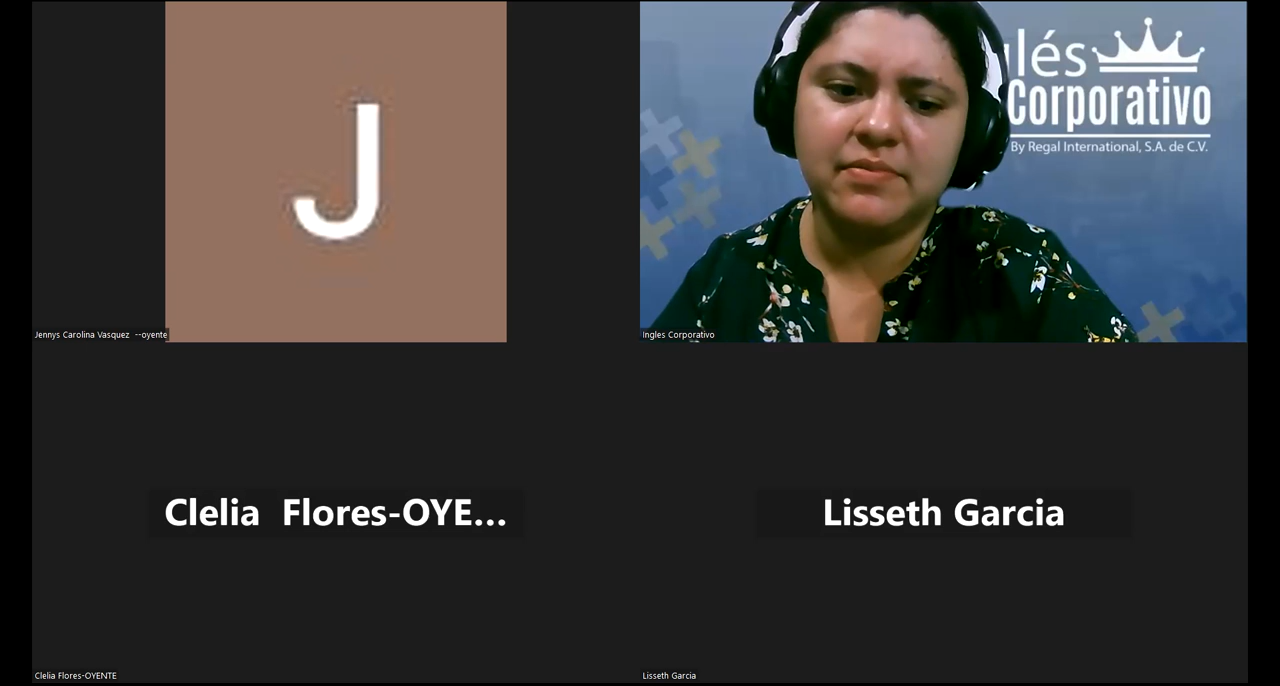 J
lés
Corporativo
By Regal International, S.A. de C.V.
Jennys Carolina Vasquez --oyente
Ingles Corporativo
Clelia Flores-OYE...
Lisseth Garcia
Clelia Flores-OYENTE
Lisseth Garcia